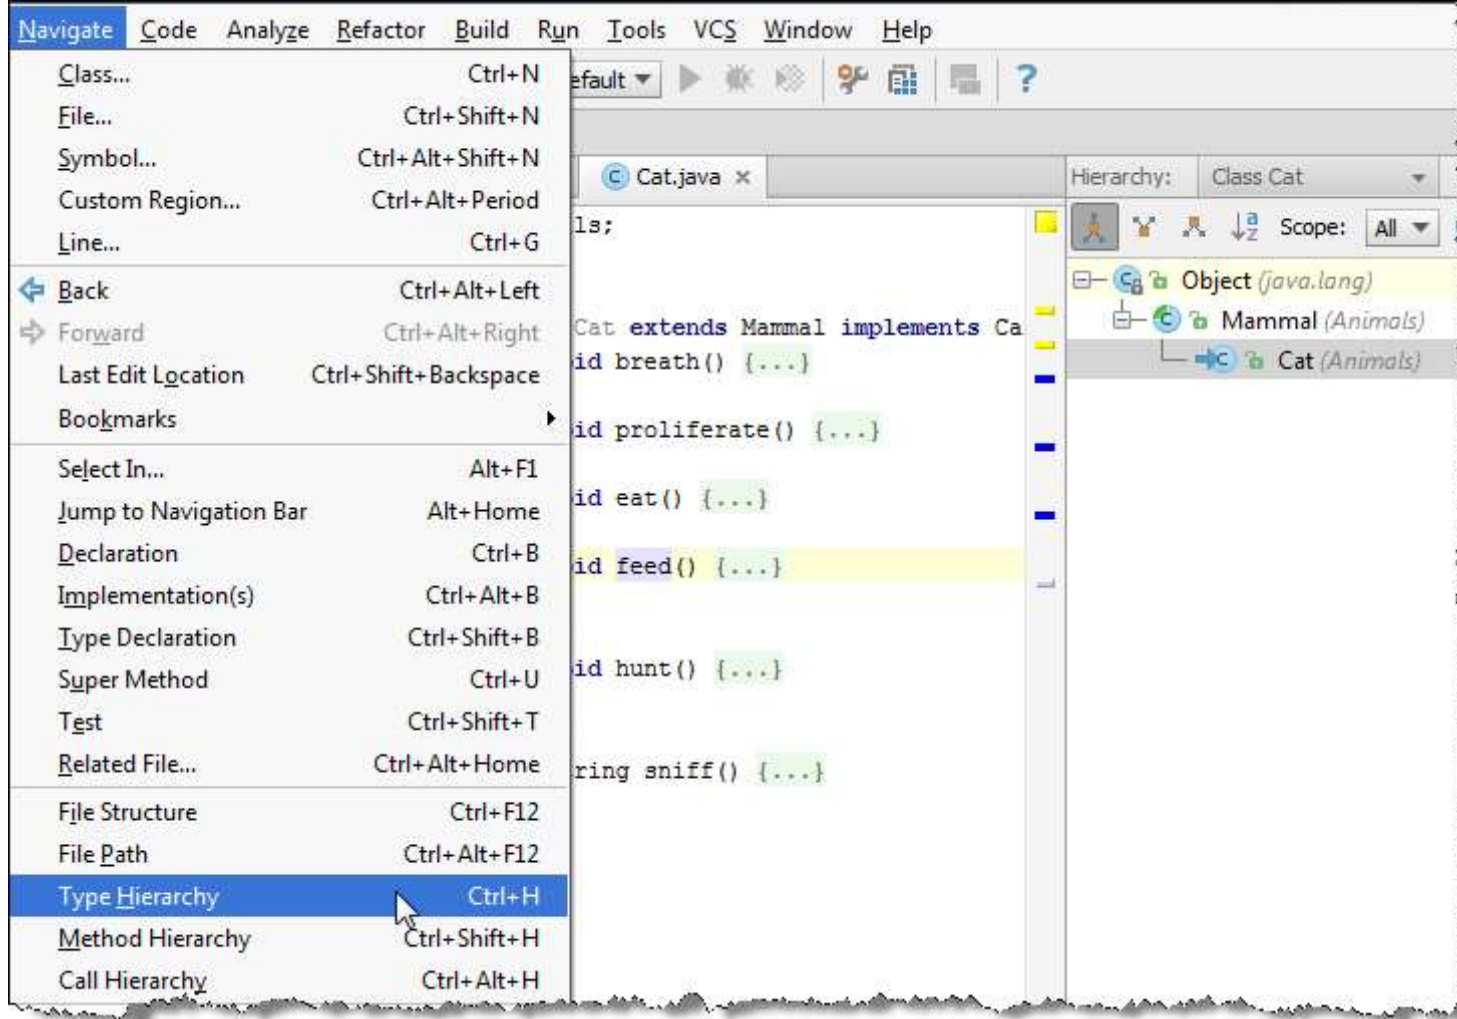 Navigate Code Analyze Refactor Build Run Tools VCS Window Help
Class... Ctrl+N
File... Ctrl+Shift+N
Symbol... Ctrl+Alt+Shift+N
Custom Region... Ctrl+Alt+Period
Line... Ctrl+G
Back Ctrl+Alt+Left
Forward Ctrl+Alt+Right
Last Edit Location Ctrl+Shift+Backspace
Bookmarks
Select In... Alt+F1
Jump to Navigation Bar Alt+Home
Declaration Ctrl+B
Implementation(s) Ctrl+Alt+B
Type Declaration Ctrl+Shift+B
Super Method Ctrl+U
Test Ctrl+Shift+T
Related File... Ctrl+Alt+Home
File Structure Ctrl+F12
File Path Ctrl+Alt+F12
Type Hierarchy Ctrl+H
Method Hierarchy Ctrl+Shift+H
Call Hierarchy Ctrl+Alt+H
efault
?
C Cat.java ×
ls;
Cat extends Mammal implements Ca
id breath() {...}
id proliferate() {...}
id eat() {...}
id feed() {...}
id hunt() {...}
ring sniff() {...}
Hierarchy: Class Cat
Scope: All
Object (java.lang)
Mammal (Animals)
Cat (Animals)